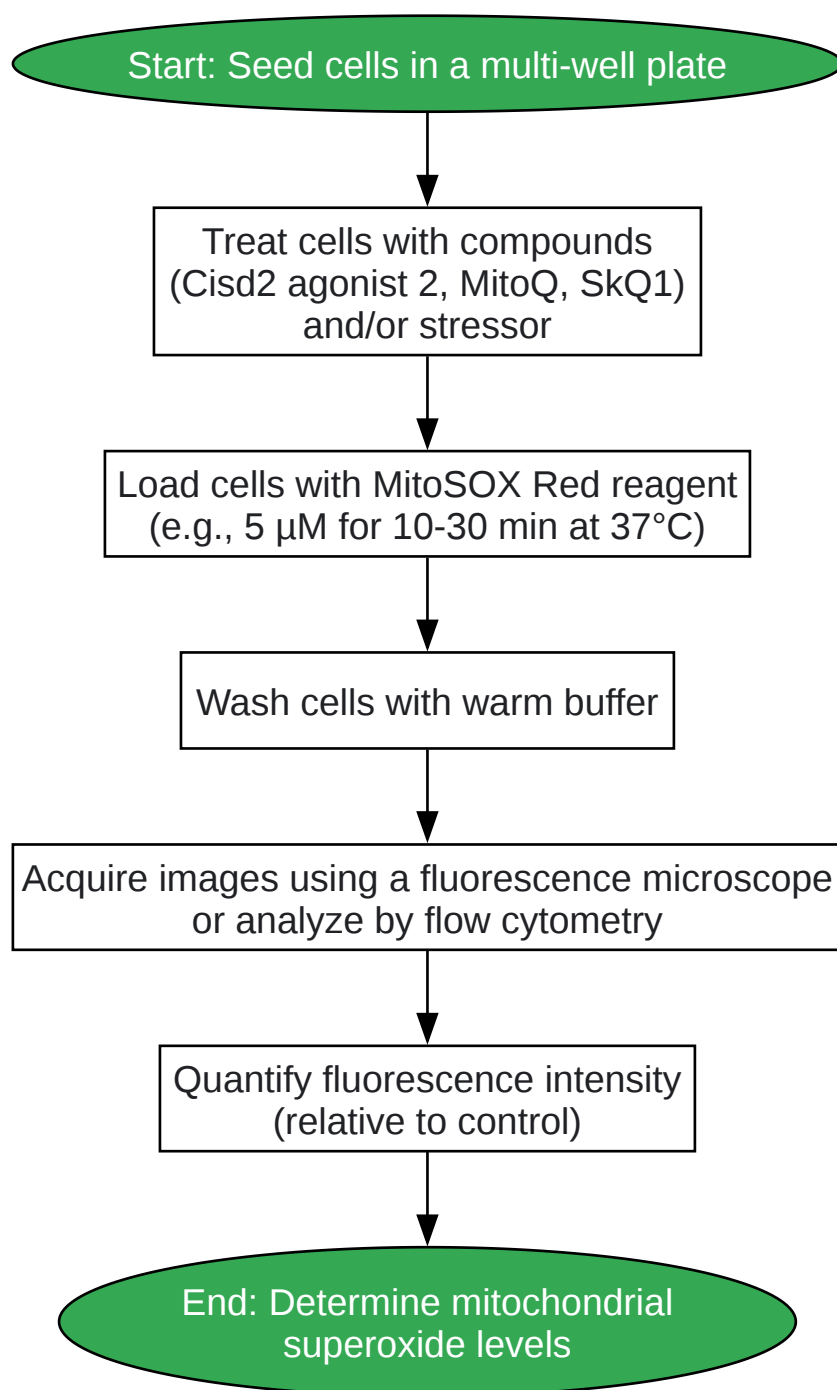 Start: Seed cells in a multi-well plate
Treat cells with compounds
(Cisd2 agonist 2, MitoQ, SkQ1)
and/or stressor
Load cells with MitoSOX Red reagent
(e.g., 5 µM for 10-30 min at 37°C)
Wash cells with warm buffer
Acquire images using a fluorescence microscope
or analyze by flow cytometry
Quantify fluorescence intensity
(relative to control)
End: Determine mitochondrial
superoxide levels